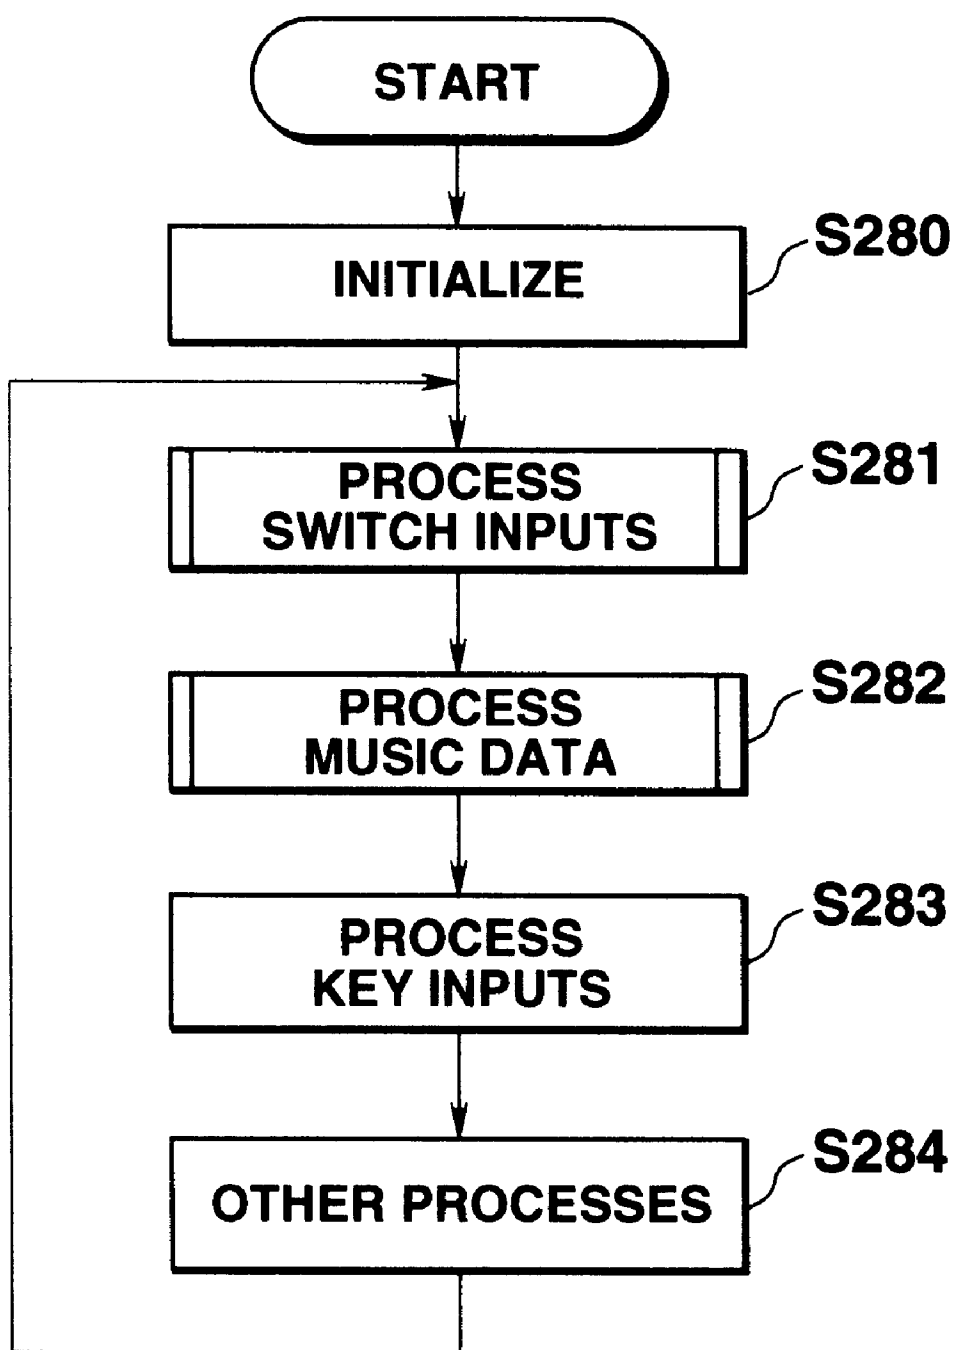 START
INITIALIZE
S280
PROCESS
SWITCH INPUTS
S281
PROCESS
MUSIC DATA
S282
PROCESS
KEY INPUTS
S283
OTHER PROCESSES
S284